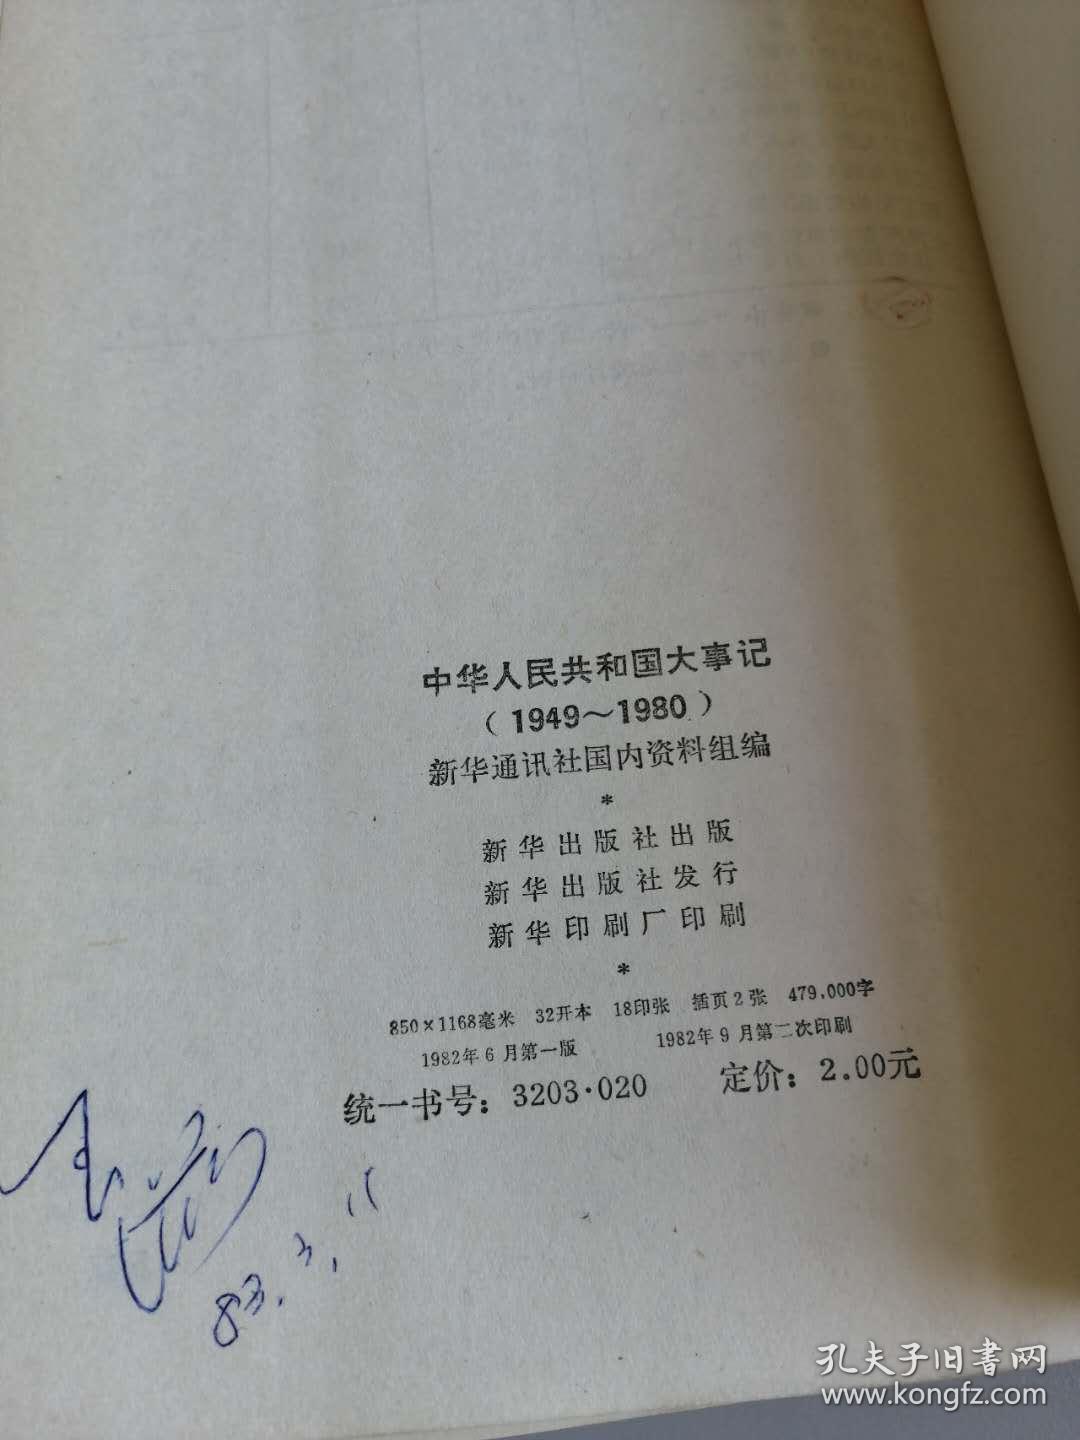 中华人民共和国大事记
（1949～1980）
新华通讯社国内资料组编
*
新华出版社出版
新华出版社发行
新华印刷厂印刷
*
850×1168毫米 32开本 18印张 插页2张 479,000字
1982年6月第一版 1982年9月第二次印刷
统一书号：3203·020 定价：2.00元
83.3.11
孔夫子旧書网
www.kongfz.com